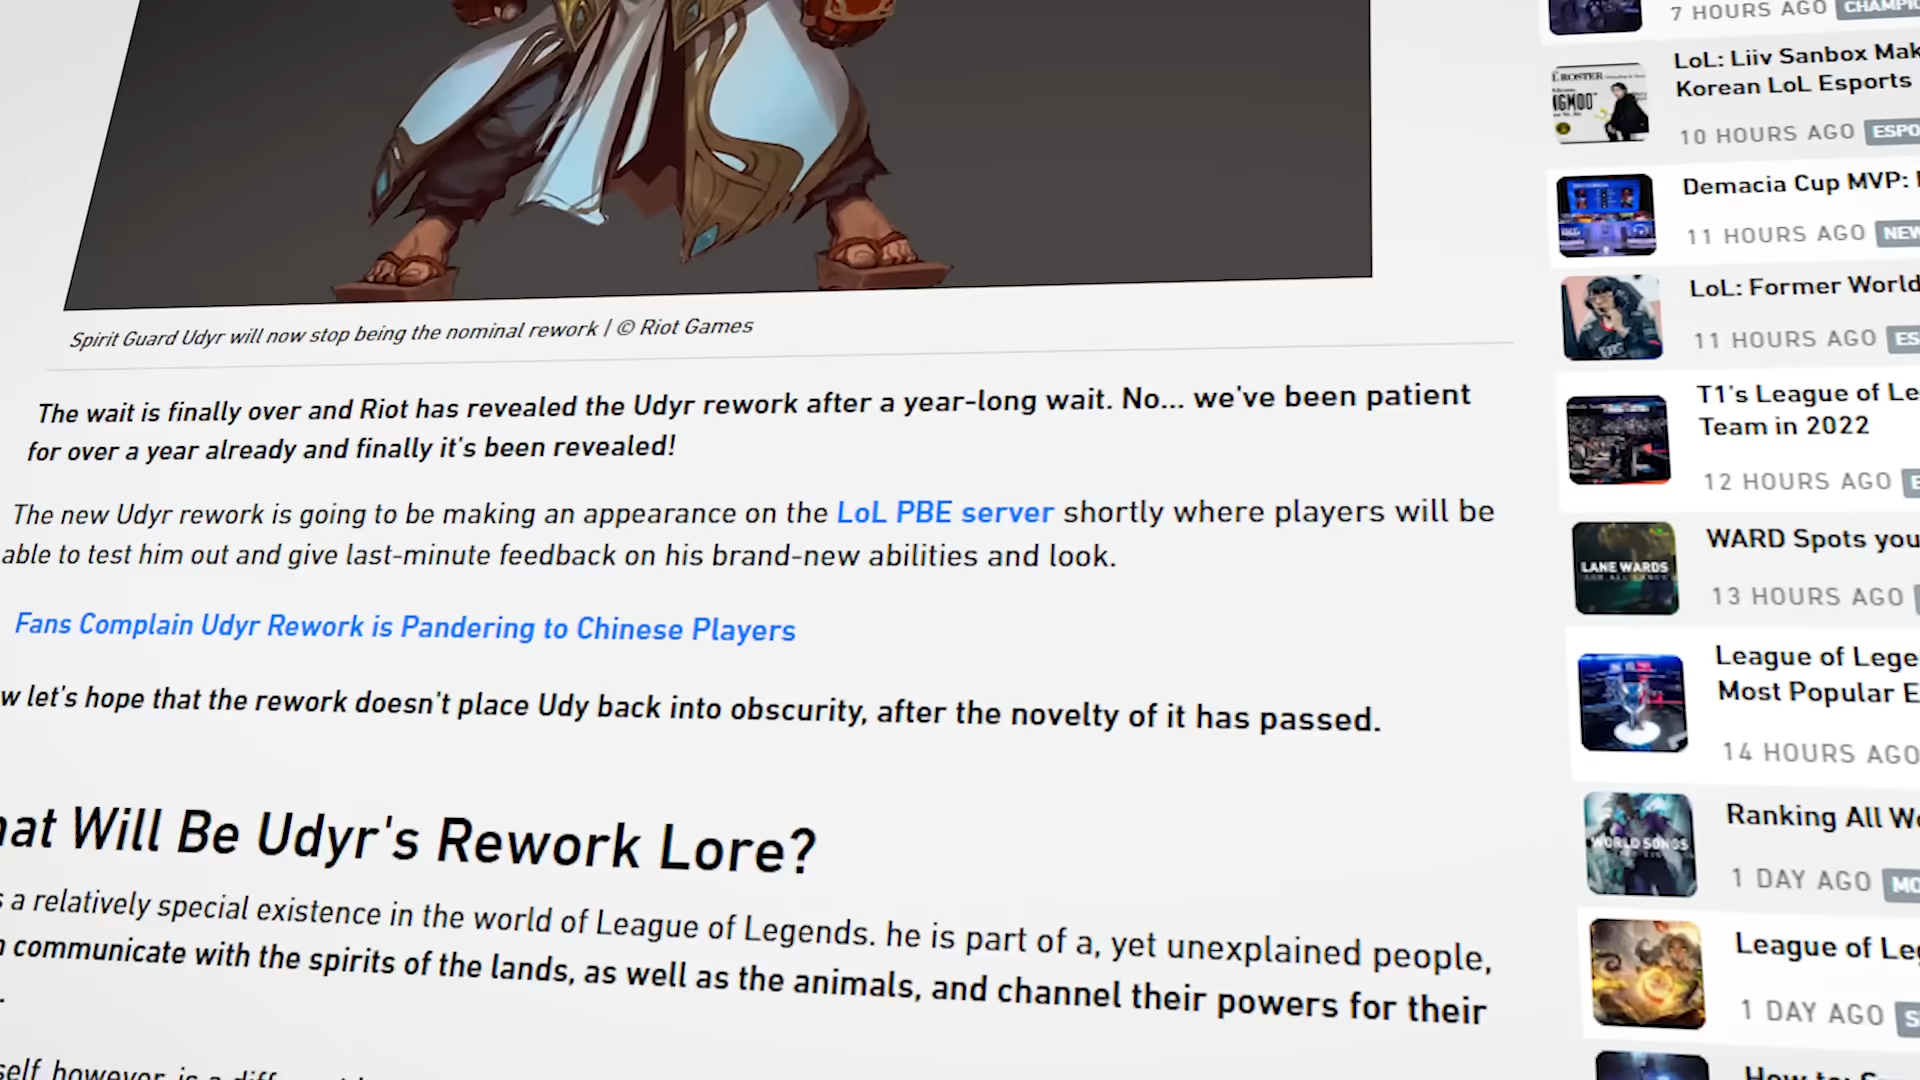 Spirit Guard Udyr will now stop being the nominal rework | © Riot Games
The wait is finally over and Riot has revealed the Udyr rework after a year-long wait. No... we've been patient
for over a year already and finally it's been revealed!
The new Udyr rework is going to be making an appearance on the LoL PBE server shortly where players will be
able to test him out and give last-minute feedback on his brand-new abilities and look.
Fans Complain Udyr Rework is Pandering to Chinese Players
let's hope that the rework doesn't place Udy back into obscurity, after the novelty of it has passed.
Will Be Udyr's Rework Lore?
a relatively special existence in the world of League of Legends. he is part of a, yet unexplained people,
communicate with the spirits of the lands, as well as the animals, and channel their powers for their
however, is a
7 HOURS AGO
LoL: Liiv Sanbox
Korean LoL Esports
10 HOURS AGO
Demacia Cup MVP:
11 HOURS AGO
LoL: Former World
11 HOURS AGO
T1's League of
Team in 2022
12 HOURS AGO
LANE WARDS
WARD Spots
13 HOURS AGO
League of
Most Popular
14 HOURS AGO
WORLD SONGS
Ranking All
1 DAY AGO
League of
1 DAY AGO
How to: